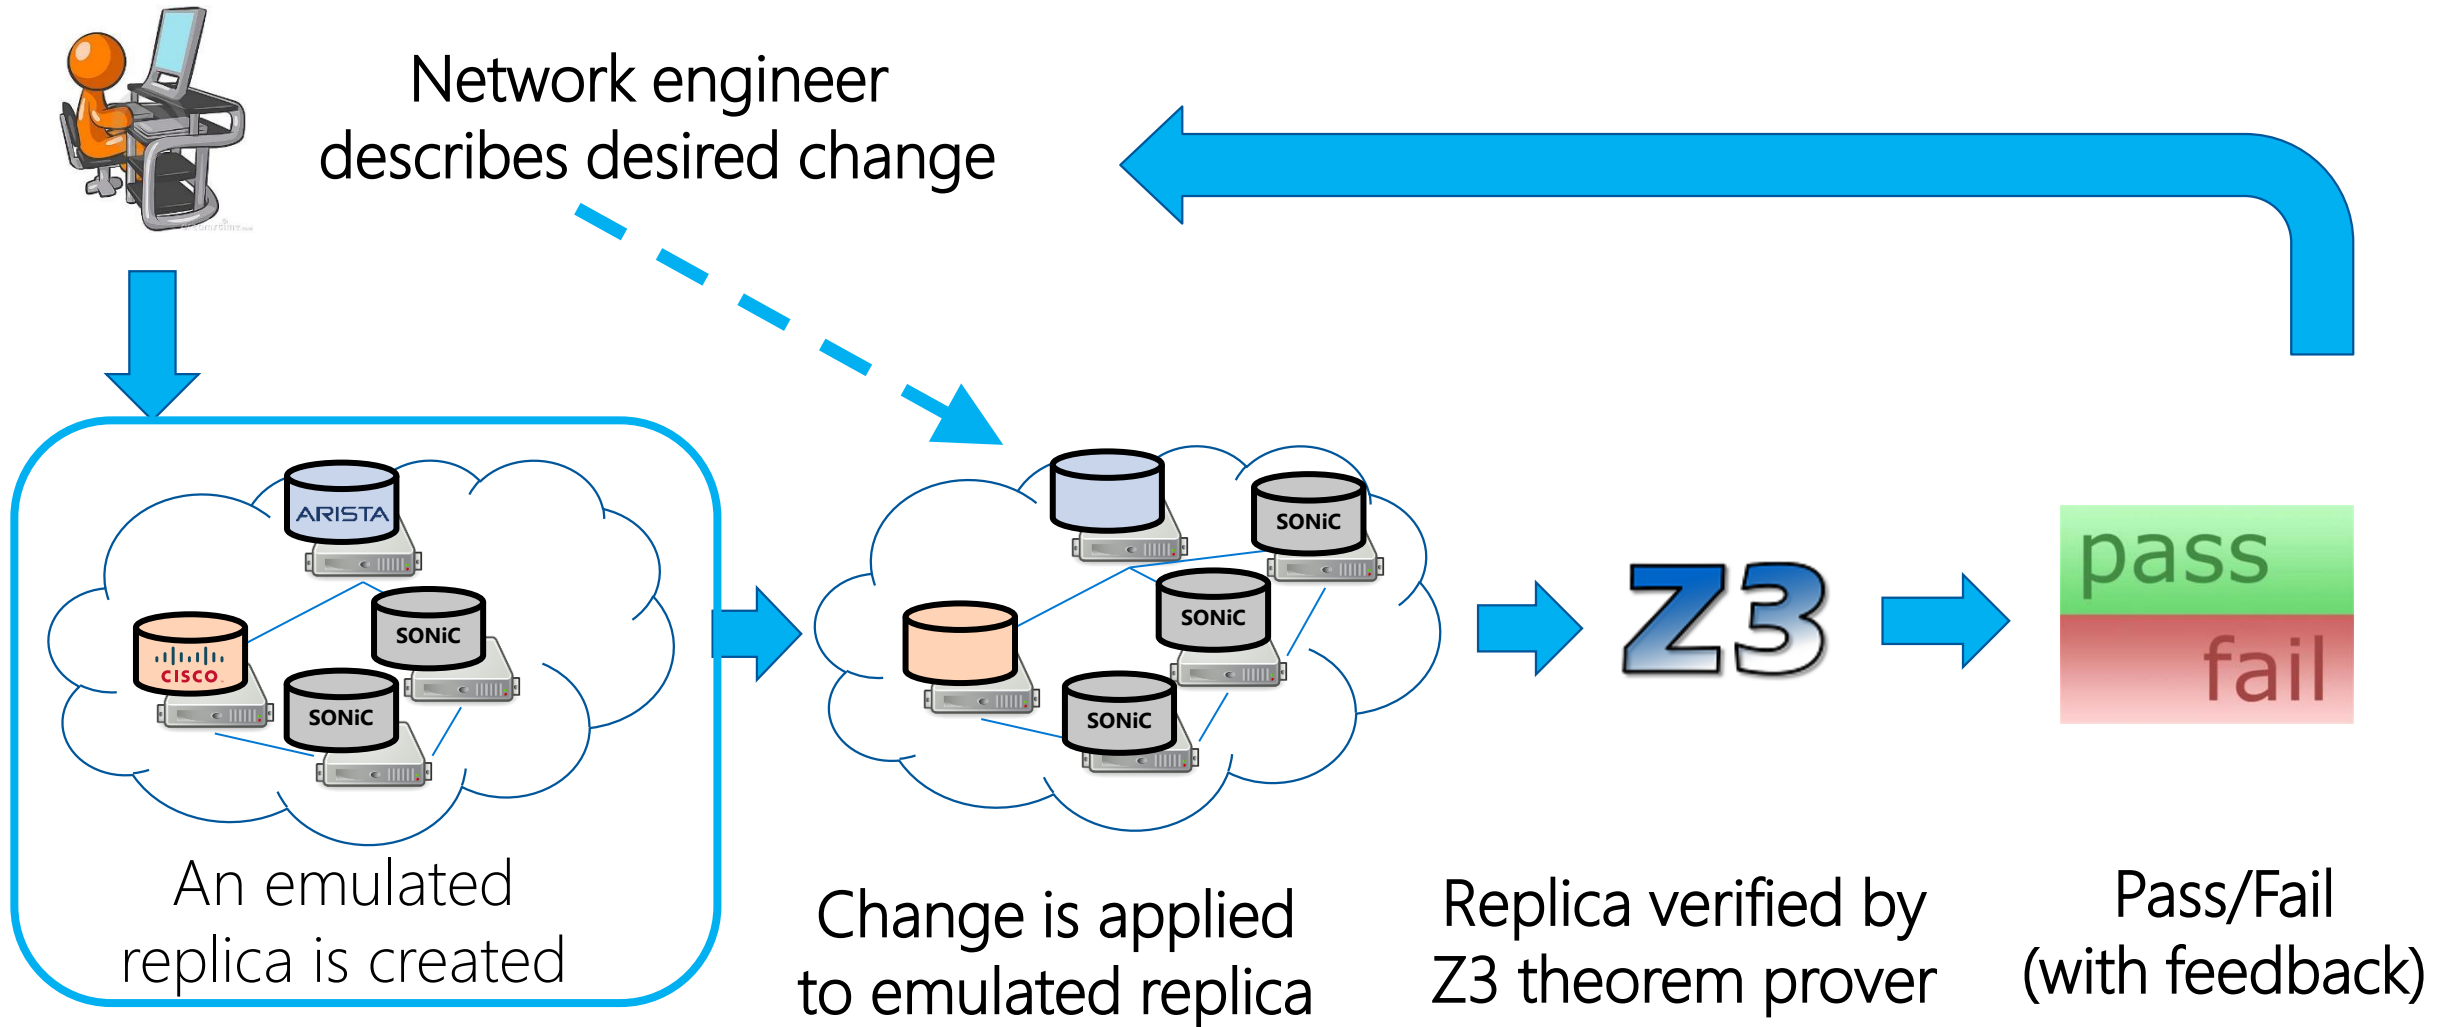 Network engineer
describes desired change
ARISTA
SONiC
CISCO
SONiC
An emulated
replica is created
SONiC
SONiC
SONiC
Change is applied
to emulated replica
Z3
Replica verified by
Z3 theorem prover
pass
fail
Pass/Fail
(with feedback)